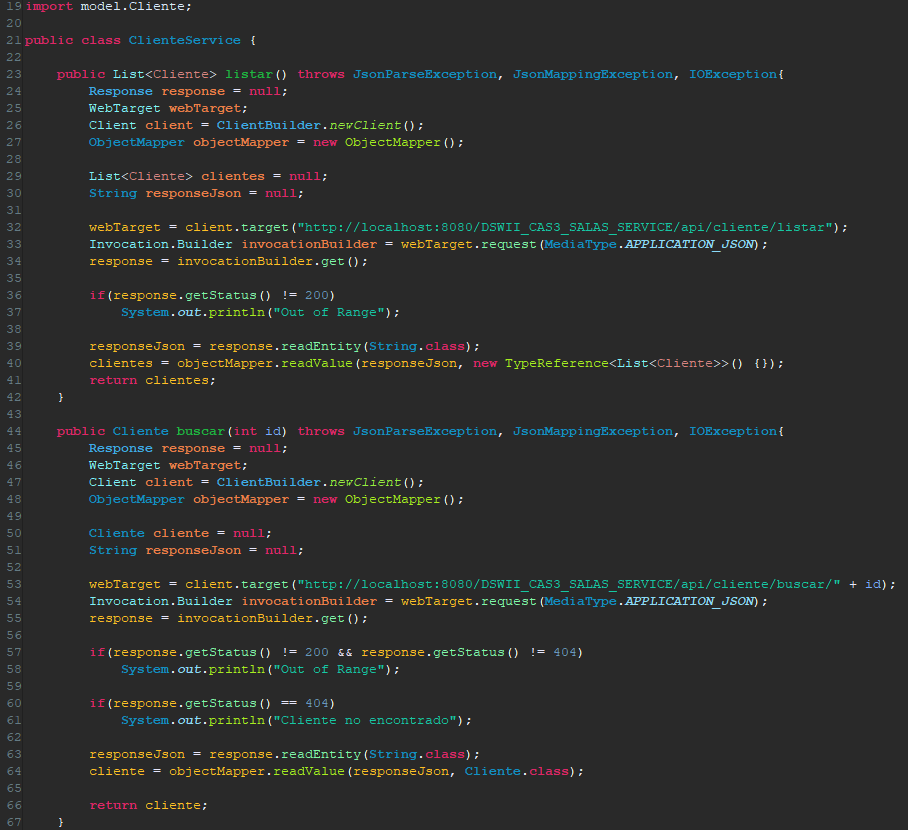 19 import model.Cliente;
20
21 public class ClienteService {
22
23     public List<Cliente> listar() throws JsonParseException, JsonMappingException, IOException{
24         Response response = null;
25         WebTarget webTarget;
26         Client client = ClientBuilder.newClient();
27         ObjectMapper objectMapper = new ObjectMapper();
28
29         List<Cliente> clientes = null;
30         String responseJson = null;
31
32         webTarget = client.target("http://localhost:8080/DSWII_CAS3_SALAS_SERVICE/api/cliente/listar");
33         Invocation.Builder invocationBuilder = webTarget.request(MediaType.APPLICATION_JSON);
34         response = invocationBuilder.get();
35
36         if(response.getStatus() != 200)
37             System.out.println("Out of Range");
38
39         responseJson = response.readEntity(String.class);
40         clientes = objectMapper.readValue(responseJson, new TypeReference<List<Cliente>>() {});
41         return clientes;
42     }
43
44     public Cliente buscar(int id) throws JsonParseException, JsonMappingException, IOException{
45         Response response = null;
46         WebTarget webTarget;
47         Client client = ClientBuilder.newClient();
48         ObjectMapper objectMapper = new ObjectMapper();
49
50         Cliente cliente = null;
51         String responseJson = null;
52
53         webTarget = client.target("http://localhost:8080/DSWII_CAS3_SALAS_SERVICE/api/cliente/buscar/" + id);
54         Invocation.Builder invocationBuilder = webTarget.request(MediaType.APPLICATION_JSON);
55         response = invocationBuilder.get();
56
57         if(response.getStatus() != 200 && response.getStatus() != 404)
58             System.out.println("Out of Range");
59
60         if(response.getStatus() == 404)
61             System.out.println("Cliente no encontrado");
62
63         responseJson = response.readEntity(String.class);
64         cliente = objectMapper.readValue(responseJson, Cliente.class);
65
66         return cliente;
67     }